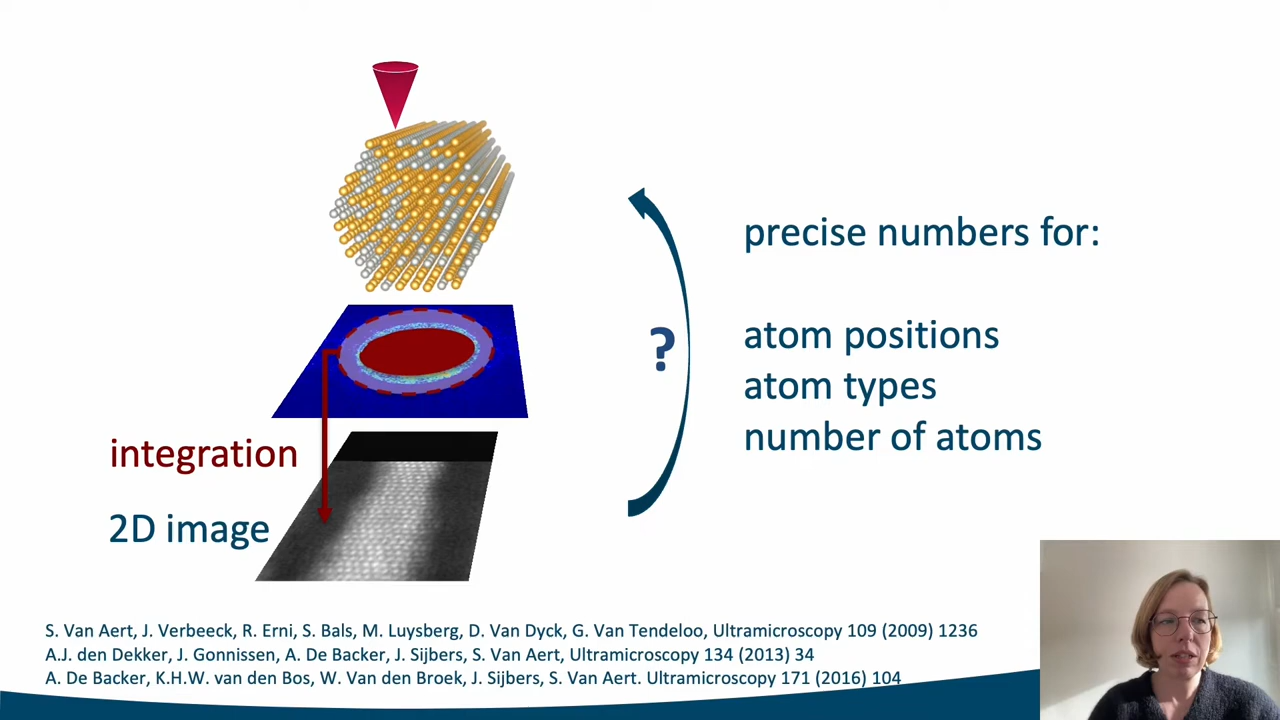 precise numbers for:
?
atom positions
atom types
number of atoms
integration
2D image
S. Van Aert, J. Verbeeck, R. Erni, S. Bals, M. Luysberg, D. Van Dyck, G. Van Tendeloo, Ultramicroscopy 109 (2009) 1236
A.J. den Dekker, J. Gonnissen, A. De Backer, J. Sijbers, S. Van Aert, Ultramicroscopy 134 (2013) 34
A. De Backer, K.H.W. van den Bos, W. Van den Broek, J. Sijbers, S. Van Aert. Ultramicroscopy 171 (2016) 104